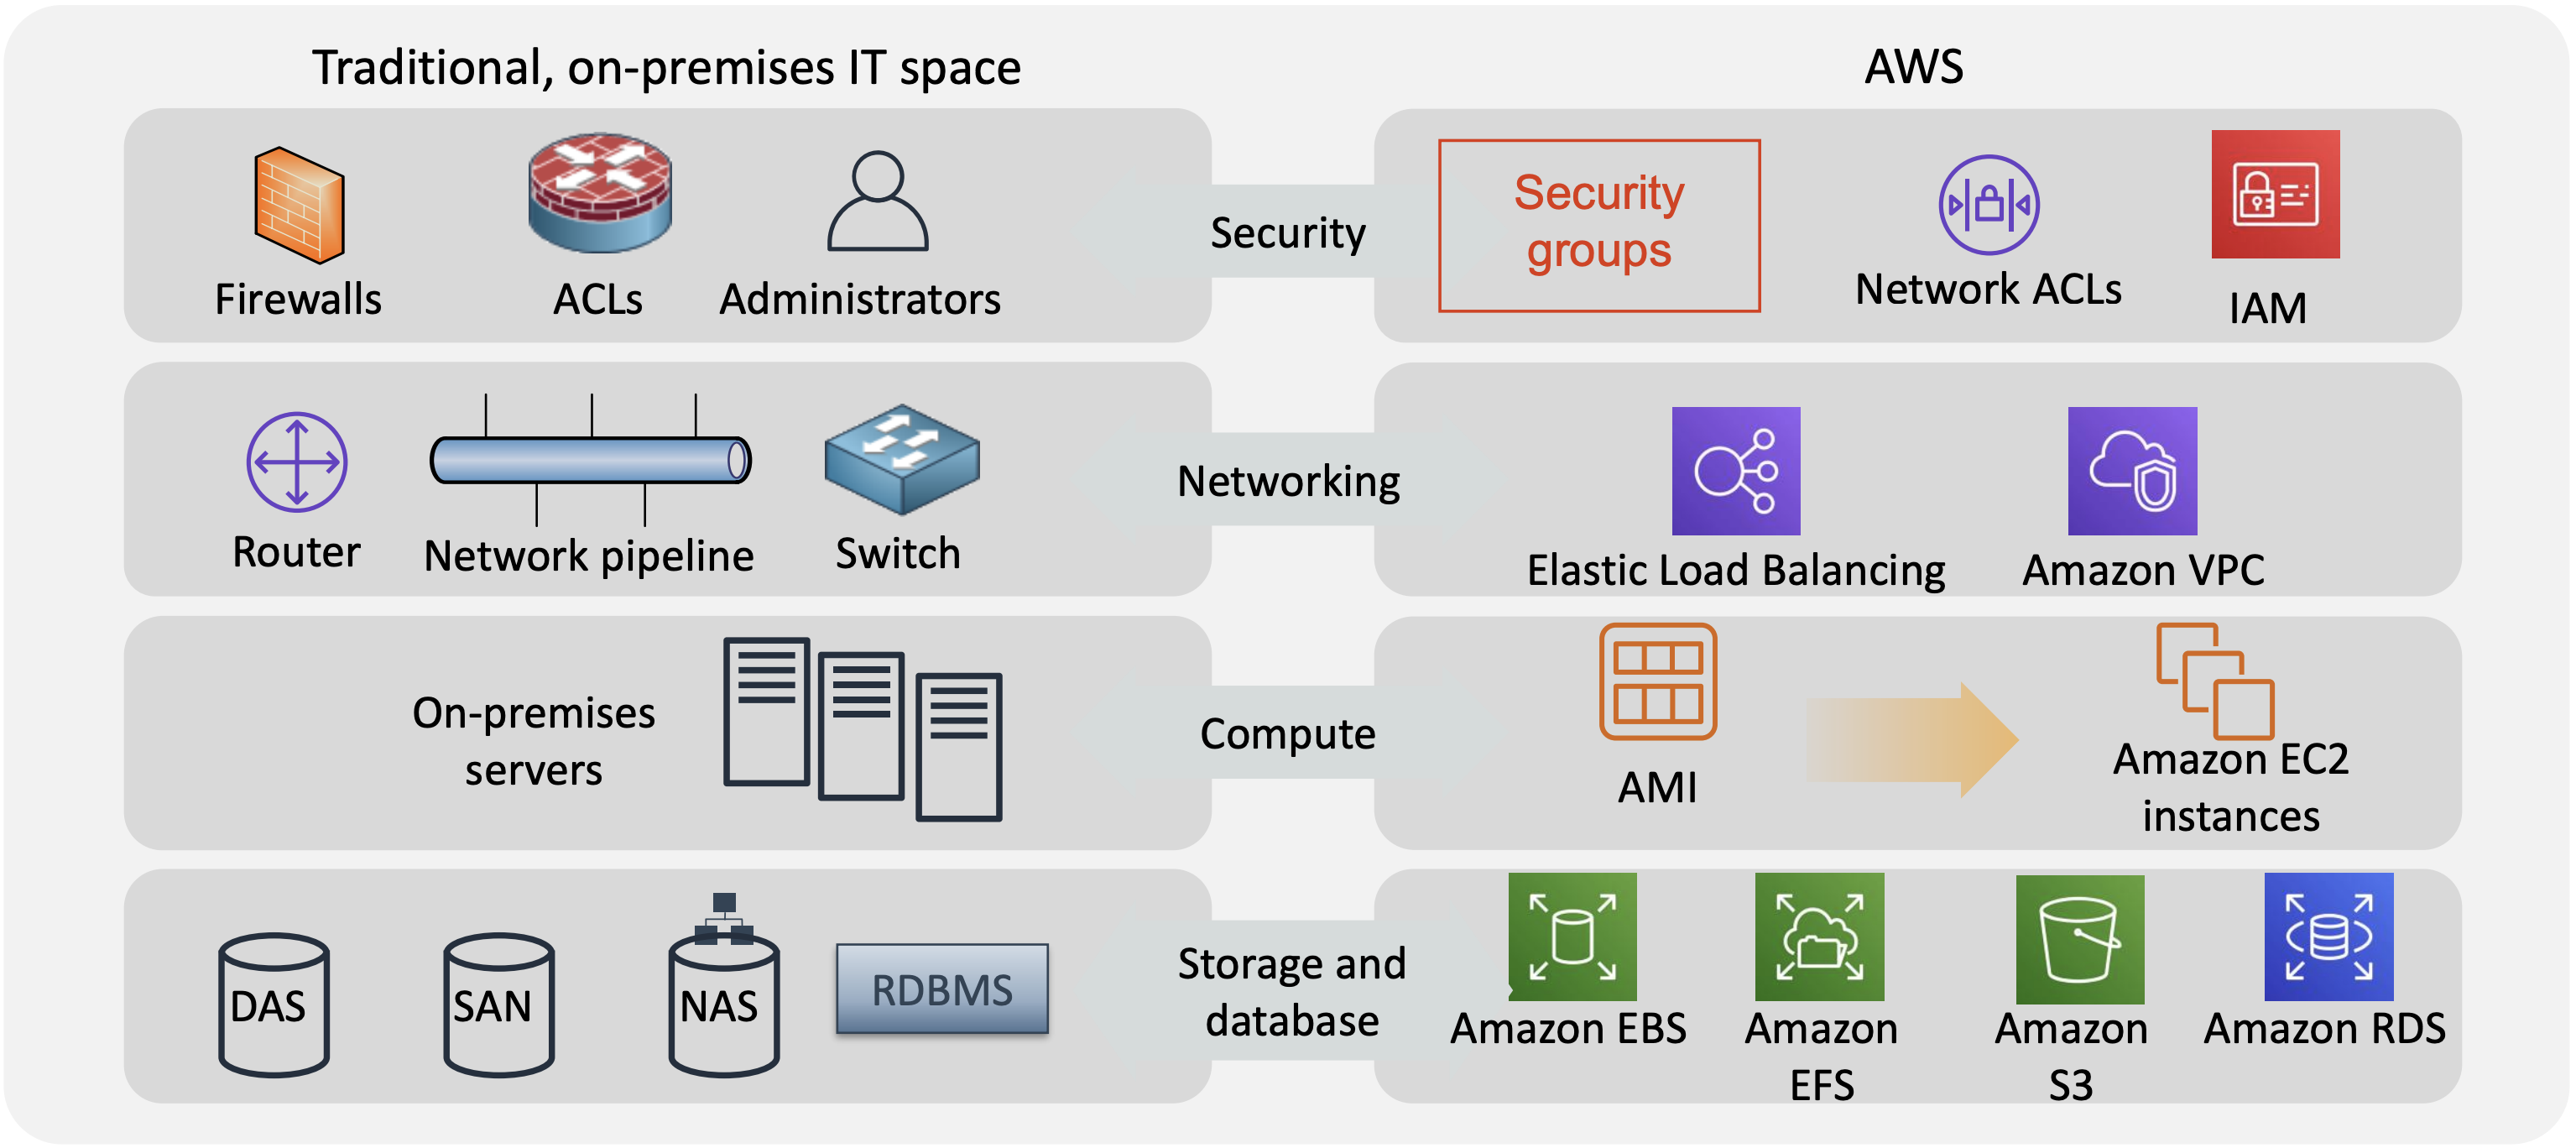 Traditional, on-premises IT space
AWS
Firewalls
ACLs
Administrators
Security
Security
groups
Network ACLs
IAM
Router
Network pipeline
Switch
Networking
Elastic Load Balancing
Amazon VPC
On-premises
servers
Compute
AMI
Amazon EC2
instances
DAS
SAN
NAS
RDBMS
Storage and
database
Amazon EBS
Amazon
EFS
Amazon
S3
Amazon RDS